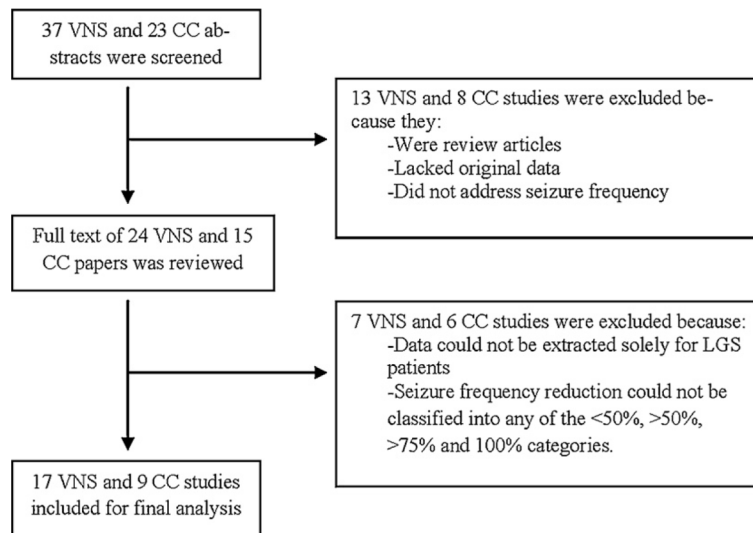 37 VNS and 23 CC ab-
stracts were screened
13 VNS and 8 CC studies were excluded be-
cause they:
-Were review articles
-Lacked original data
-Did not address seizure frequency
Full text of 24 VNS and 15
CC papers was reviewed
7 VNS and 6 CC studies were excluded because:
-Data could not be extracted solely for LGS
patients
-Seizure frequency reduction could not be
classified into any of the <50%, >50%,
>75% and 100% categories.
17 VNS and 9 CC studies
included for final analysis